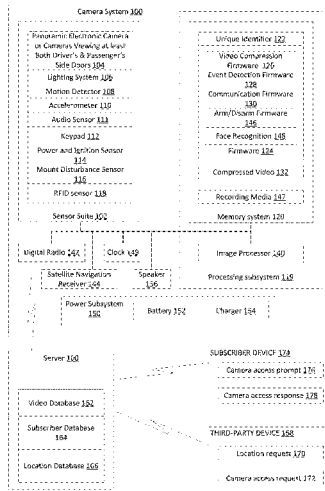 Camera System 100
Panoramic Electronic Camera
or Cameras Viewing at least
Both Driver's & Passenger's
Side Doors 104
Lighting System 106
Motion Detector 108
Accelerometer 110
Audio Sensor 111
Keypad 112
Power and Ignition Sensor
114
Mount Disturbance Sensor
116
RFID sensor 118
Sensor Suite 102
Unique Identifier 122
Video Compression
Firmware 126
Event Detection Firmware
128
Communication Firmware
130
Arm/Disarm Firmware
146
Face Recognition 148
Firmware 124
Compressed Video 132
Recording Media 147
Memory system 120
Digital Radio 142
Clock 149
Image Processor 140
Satellite Navigation
Receiver 144
Speaker
156
Processing subsystem 119
Power Subsystem
150
Battery 152
Charger 154
Server 160
Video Database 162
Subscriber Database
164
Location Database 166
SUBSCRIBER DEVICE 174
Camera access prompt 176
Camera access response 178
THIRD-PARTY DEVICE 168
Location request 170
Camera access request 172